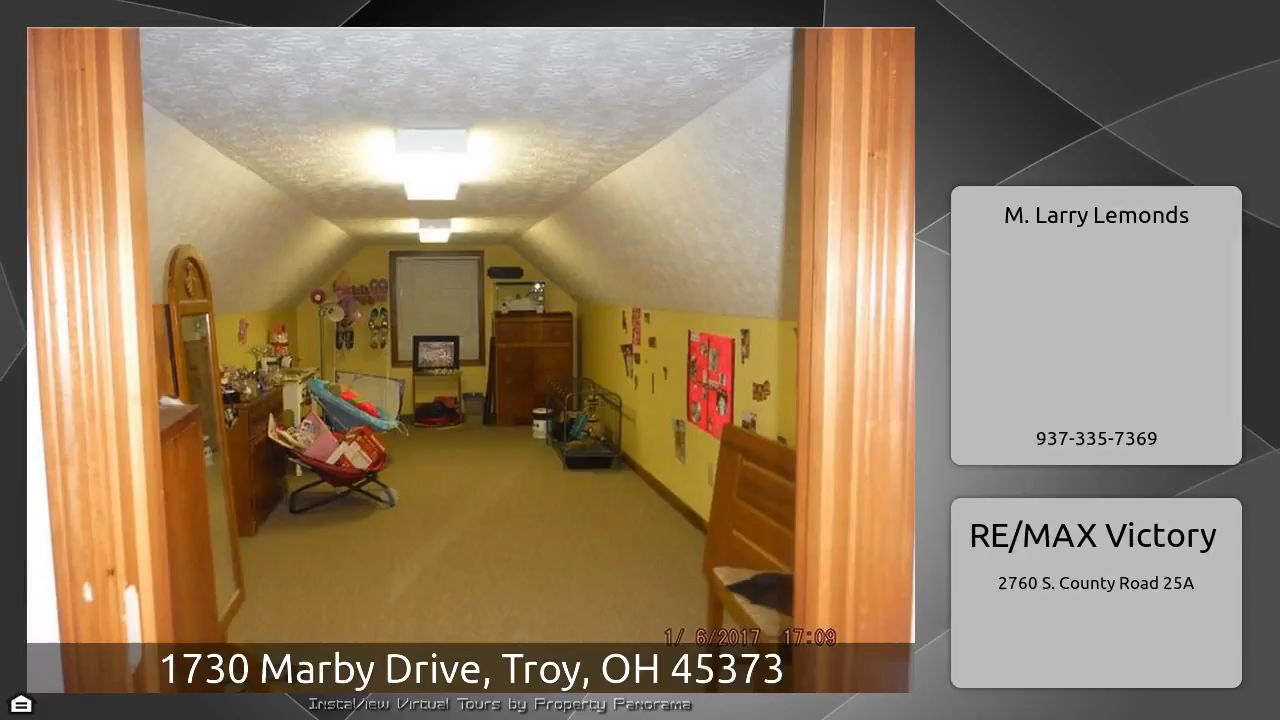 1/ 6/2017 17:09
1730 Marby Drive, Troy, OH 45373
InstaView Virtual Tours by Property Panorama
M. Larry Lemonds
937-335-7369
RE/MAX Victory
2760 S. County Road 25A